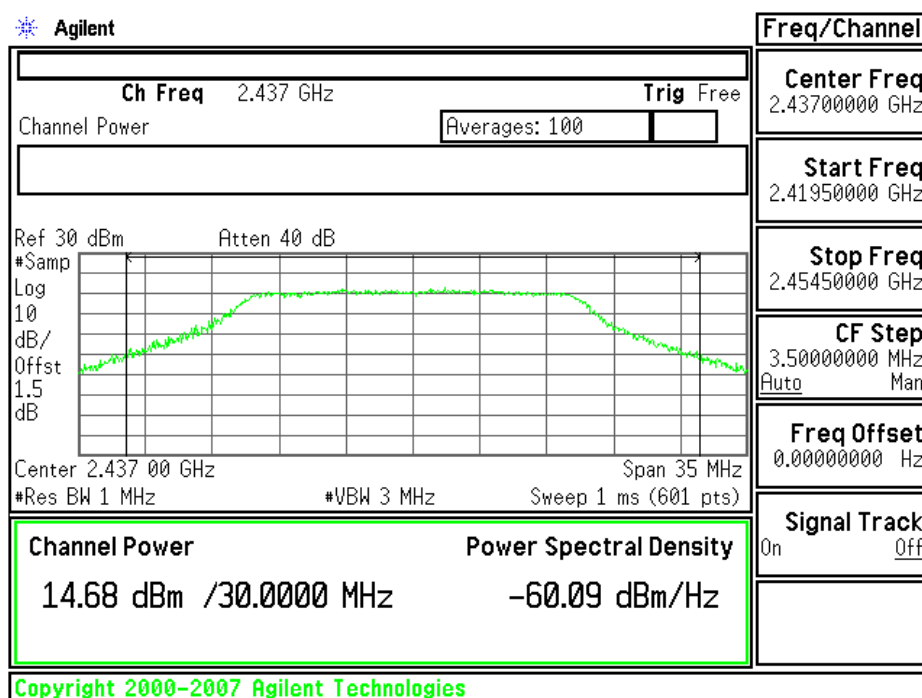 Agilent
Freq/Channel
Ch Freq 2.437 GHz Trig Free
Channel Power Averages: 100
Ref 30 dBm Atten 40 dB
#Samp
Log
10
dB/
Offst
1.5
dB
Center 2.437 00 GHz Span 35 MHz
#Res BW 1 MHz #VBW 3 MHz Sweep 1 ms (601 pts)
Channel Power Power Spectral Density
14.68 dBm /30.0000 MHz -60.09 dBm/Hz
Center Freq
2.43700000 GHz
Start Freq
2.41950000 GHz
Stop Freq
2.45450000 GHz
CF Step
3.50000000 MHz
Auto Man
Freq Offset
0.00000000 Hz
Signal Track
On Off
Copyright 2000-2007 Agilent Technologies